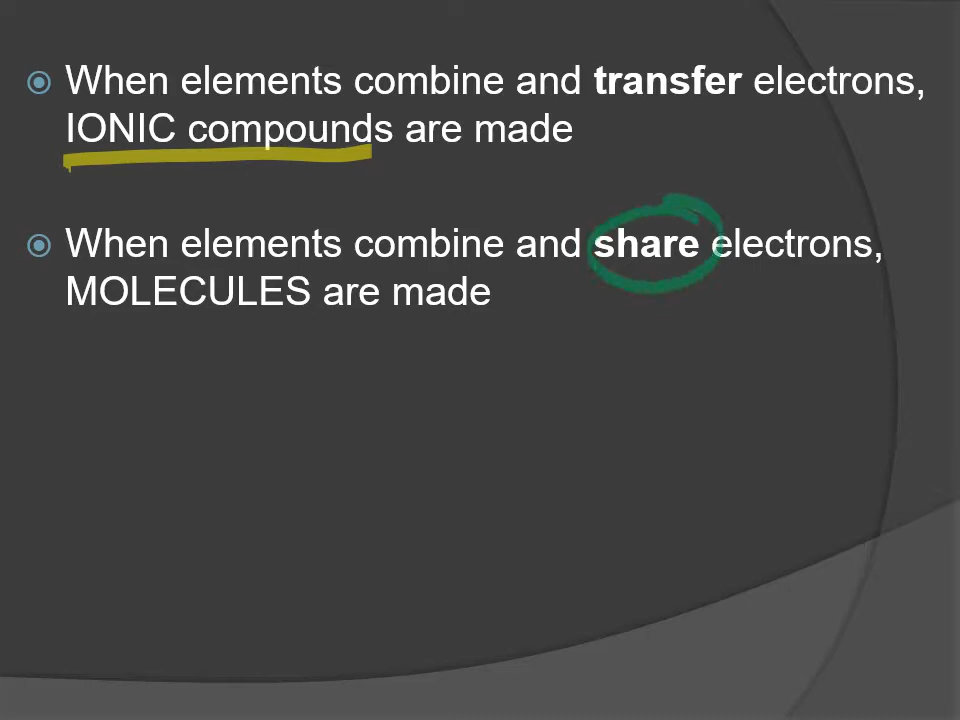 When elements combine and transfer electrons,
IONIC compounds are made
When elements combine and share electrons,
MOLECULES are made